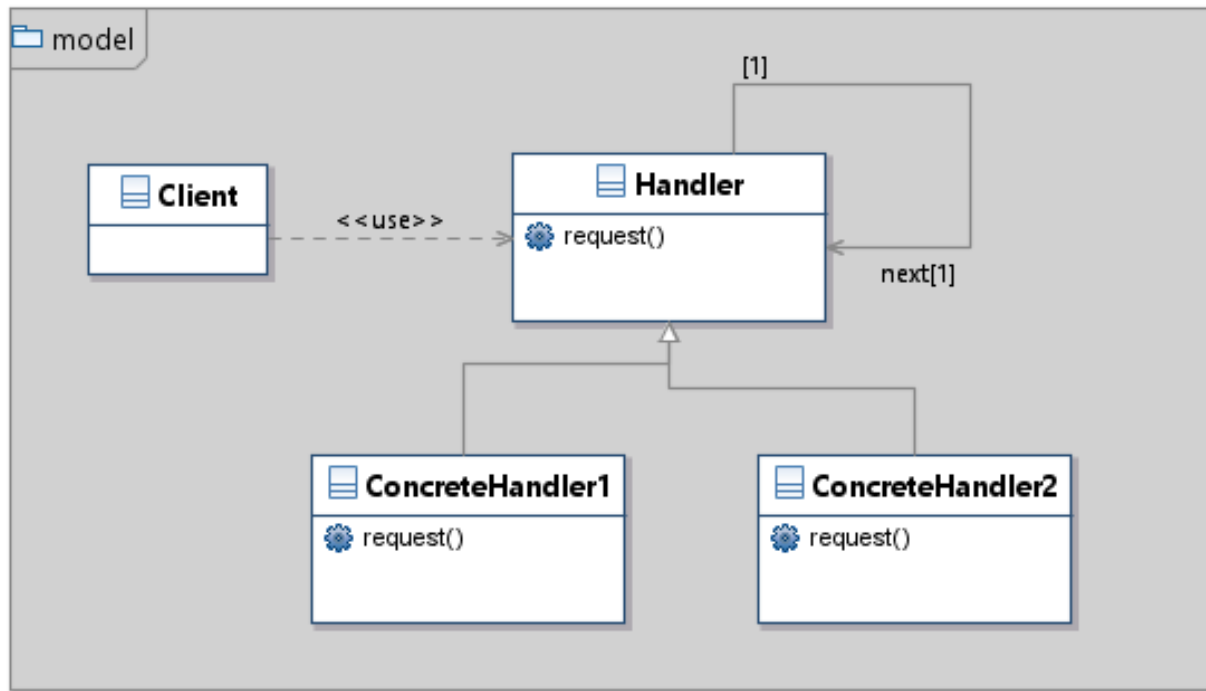 model
[1]
Client
Handler
<<use>>
request()
next[1]
ConcreteHandler1
ConcreteHandler2
request()
request()